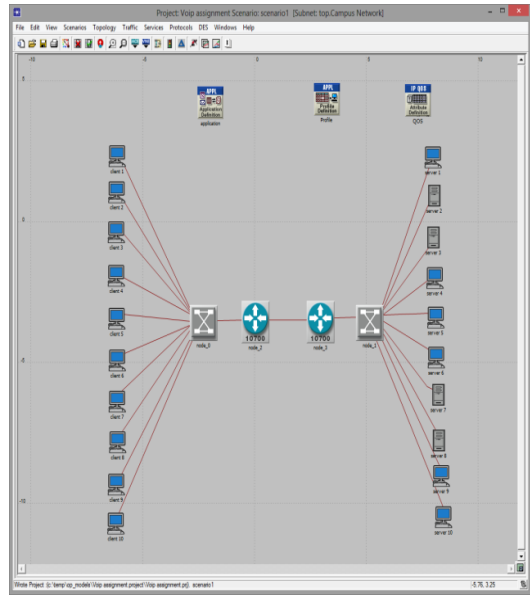 Project: Voip assignment Scenario: scenario1 [Subnet: top.Campus Network]
File Edit View Scenarios Topology Traffic Services Protocols DES Windows Help
-10 -5 0 5 10
5
APPL
Application
Definition
application
APPL
Profile
Definition
Profile
IP QOS
Attribute
Definition
QOS
client 1
server 1
client 2
server 2
0
client 3
server 3
client 4
server 4
client 5
server 5
node_0
10700
node_2
10700
node_3
node_1
client 6
server 6
-5
client 7
server 7
client 8
server 8
client 9
server 9
-10
client 10
server 10
Wrote Project: (c:\temp\op_models\Voip assignment.project\Voip assignment.prj). scenario1
-5.76, 3.25